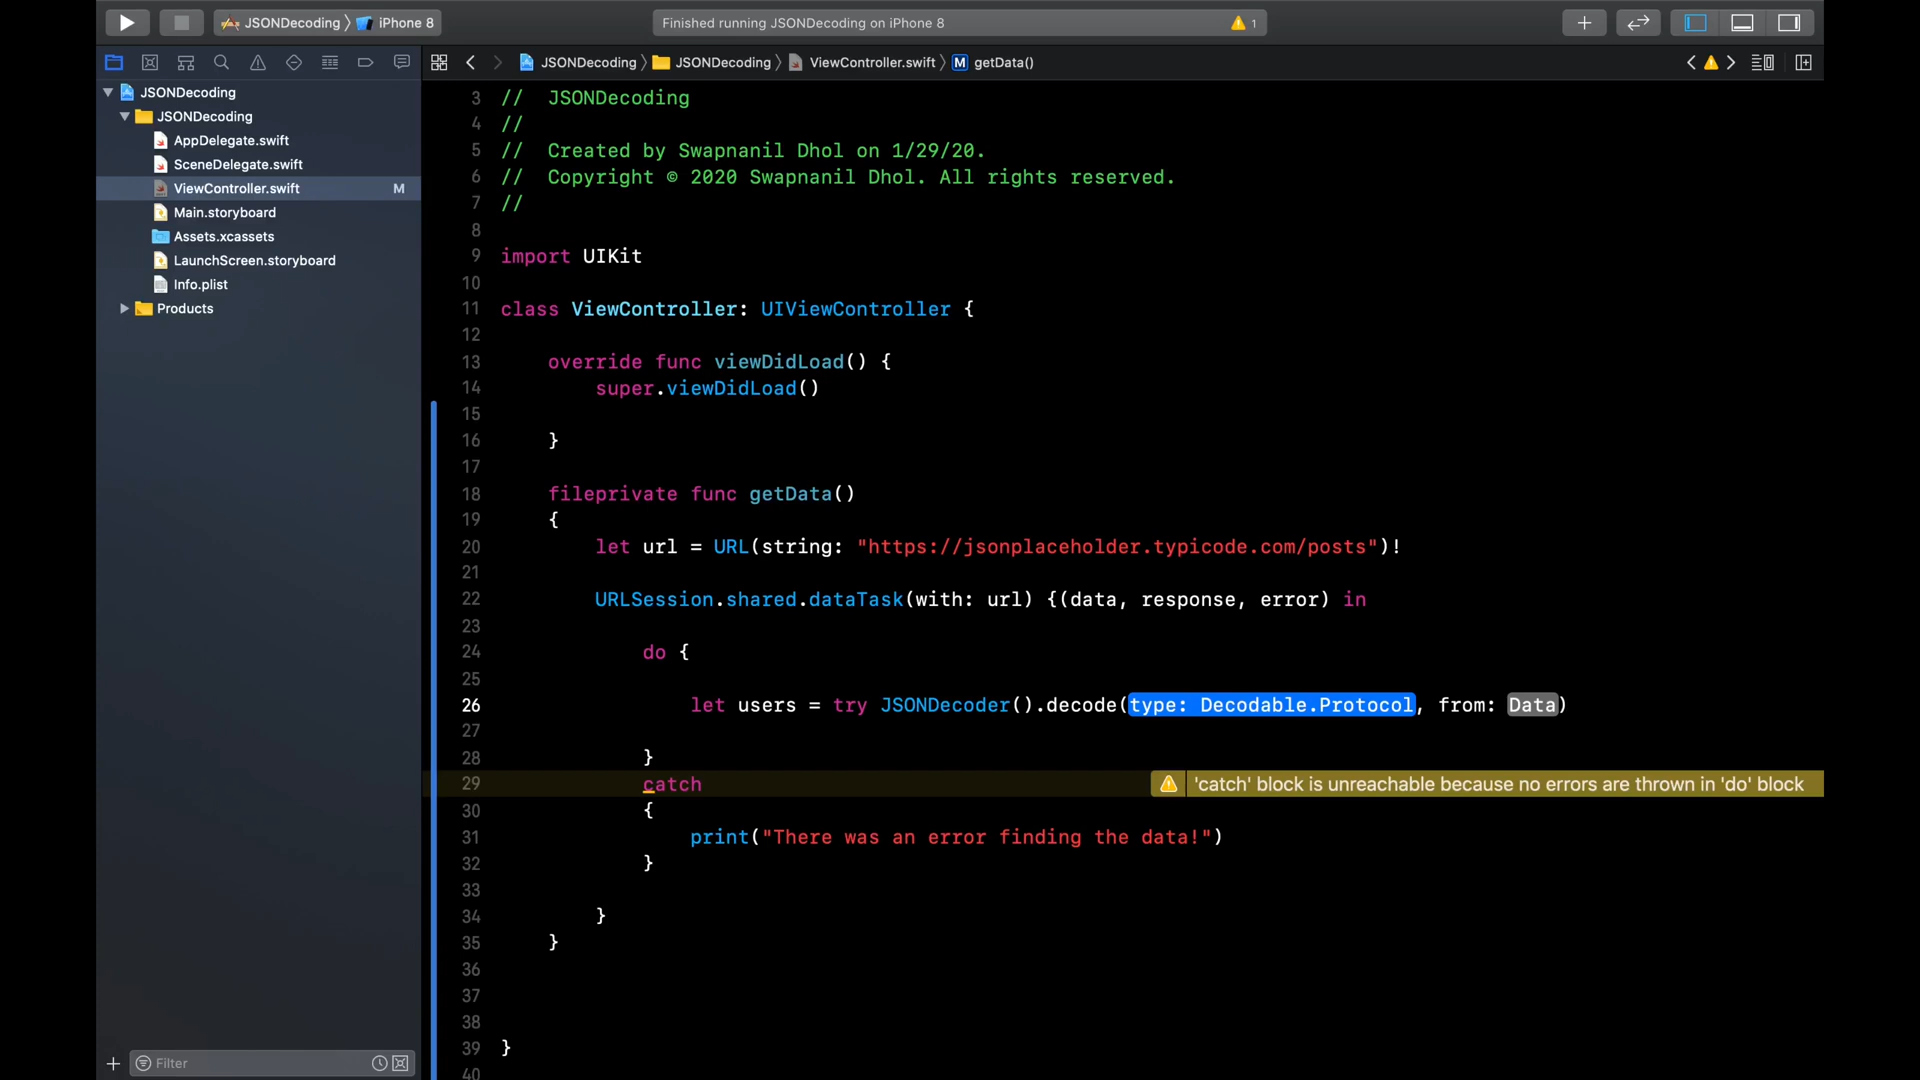 JSONDecoding 〉 iPhone 8
Finished running JSONDecoding on iPhone 8
1
JSONDecoding 〉 JSONDecoding 〉 ViewController.swift 〉 M getData()
JSONDecoding
JSONDecoding
AppDelegate.swift
SceneDelegate.swift
ViewController.swift M
Main.storyboard
Assets.xcassets
LaunchScreen.storyboard
Info.plist
Products
Filter
3 //  JSONDecoding
4 //
5 //  Created by Swapnanil Dhol on 1/29/20.
6 //  Copyright © 2020 Swapnanil Dhol. All rights reserved.
7 //
8
9 import UIKit
10
11 class ViewController: UIViewController {
12
13     override func viewDidLoad() {
14         super.viewDidLoad()
15
16     }
17
18     fileprivate func getData()
19     {
20         let url = URL(string: "https://jsonplaceholder.typicode.com/posts")!
21
22         URLSession.shared.dataTask(with: url) {(data, response, error) in
23
24             do {
25
26                 let users = try JSONDecoder().decode(type: Decodable.Protocol, from: Data)
27
28             }
29             catch 'catch' block is unreachable because no errors are thrown in 'do' block
30             {
31                 print("There was an error finding the data!")
32             }
33
34         }
35     }
36
37
38
39 }
40